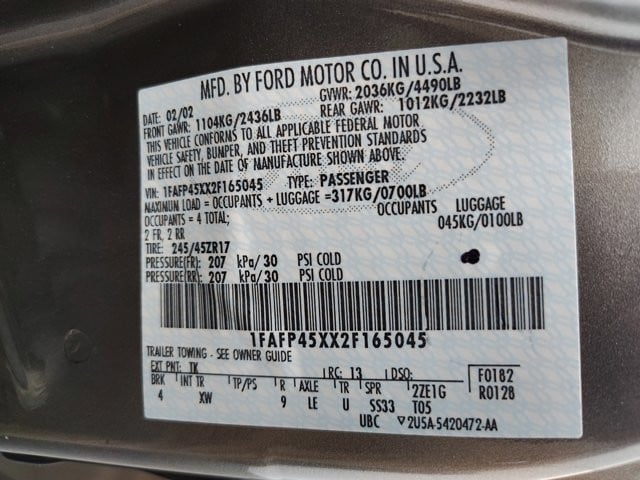 MFD. BY FORD MOTOR CO. IN U.S.A.
DATE: 02/02 GVWR: 2036KG/4490LB
FRONT GAWR: 1104KG/2436LB REAR GAWR: 1012KG/2232LB
THIS VEHICLE CONFORMS TO ALL APPLICABLE FEDERAL MOTOR
VEHICLE SAFETY, BUMPER, AND THEFT PREVENTION STANDARDS
IN EFFECT ON THE DATE OF MANUFACTURE SHOWN ABOVE.
VIN: 1FAFP45XX2F165045 TYPE: PASSENGER
MAXIMUM LOAD = OCCUPANTS + LUGGAGE =317KG/0700LB
OCCUPANTS = 4 TOTAL; OCCUPANTS LUGGAGE
2 FR, 2 RR 045KG/0100LB
TIRE: 245/45ZR17
PRESSURE(FR): 207 kPa/30 PSI COLD
PRESSURE(RR): 207 kPa/30 PSI COLD
1FAFP45XX2F165045
TRAILER TOWING - SEE OWNER GUIDE
EXT PNT: TK RC: 13 DSO: F0182
BRK INT TR TP/PS R AXLE TR SPR 2ZE1G R0128
4 XW 9 LE U SS33 T05
UBC ▽2U5A-5420472-AA